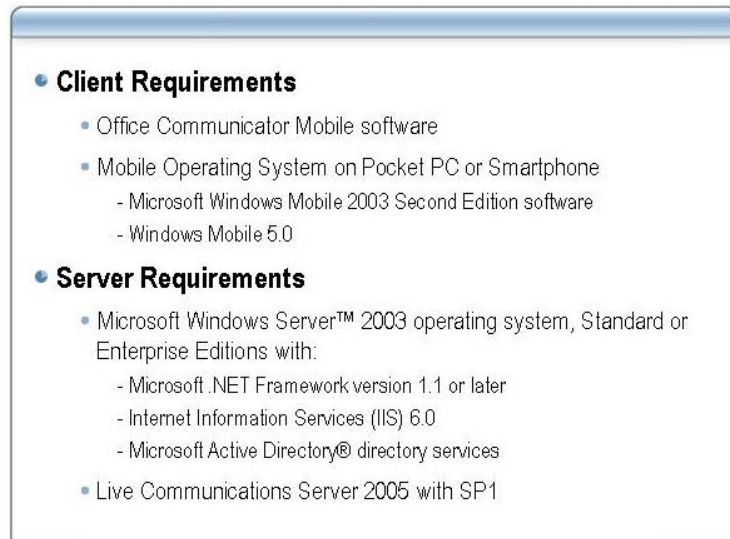 Client Requirements
Office Communicator Mobile software
Mobile Operating System on Pocket PC or Smartphone
- Microsoft Windows Mobile 2003 Second Edition software
- Windows Mobile 5.0
Server Requirements
Microsoft Windows Server™ 2003 operating system, Standard or
Enterprise Editions with:
- Microsoft .NET Framework version 1.1 or later
- Internet Information Services (IIS) 6.0
- Microsoft Active Directory® directory services
Live Communications Server 2005 with SP1